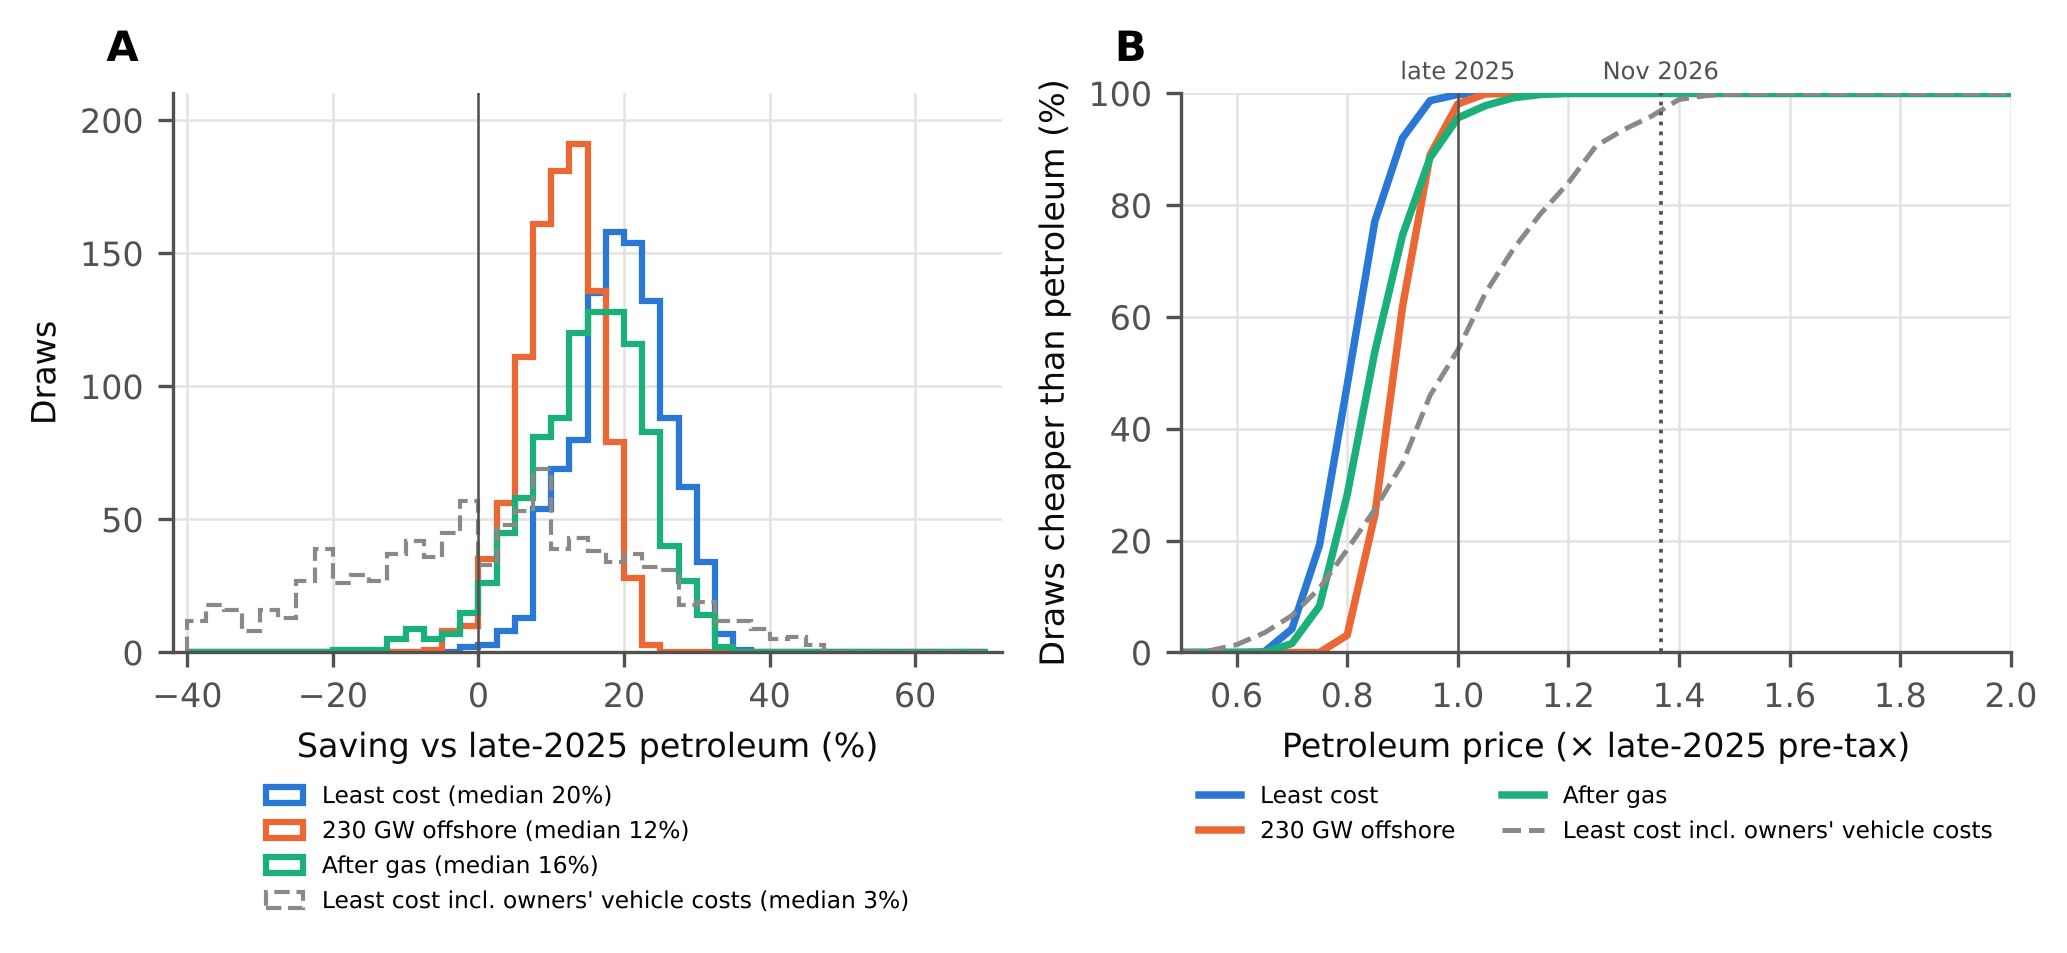 A
Draws
200
150
100
50
0
−40
−20
0
20
40
60
Saving vs late-2025 petroleum (%)
Least cost (median 20%)
230 GW offshore (median 12%)
After gas (median 16%)
Least cost incl. owners' vehicle costs (median 3%)
B
late 2025
Nov 2026
Draws cheaper than petroleum (%)
100
80
60
40
20
0
0.6
0.8
1.0
1.2
1.4
1.6
1.8
2.0
Petroleum price (× late-2025 pre-tax)
Least cost
230 GW offshore
After gas
Least cost incl. owners' vehicle costs